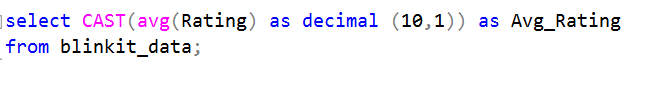 select CAST(avg(Rating) as decimal (10,1)) as Avg_Rating
from blinkit_data;